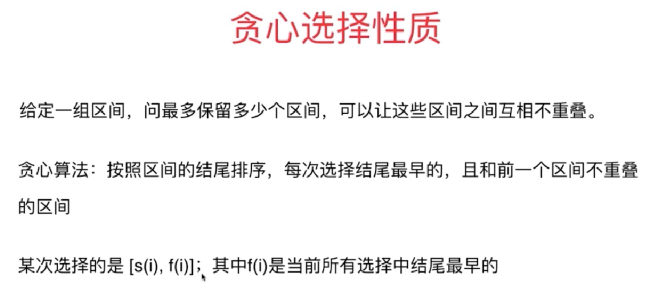 贪心选择性质
给定一组区间，问最多保留多少个区间，可以让这些区间之间互相不重叠。
贪心算法：按照区间的结尾排序，每次选择结尾最早的，且和前一个区间不重叠
的区间
某次选择的是 [s(i), f(i)]；其中f(i)是当前所有选择中结尾最早的